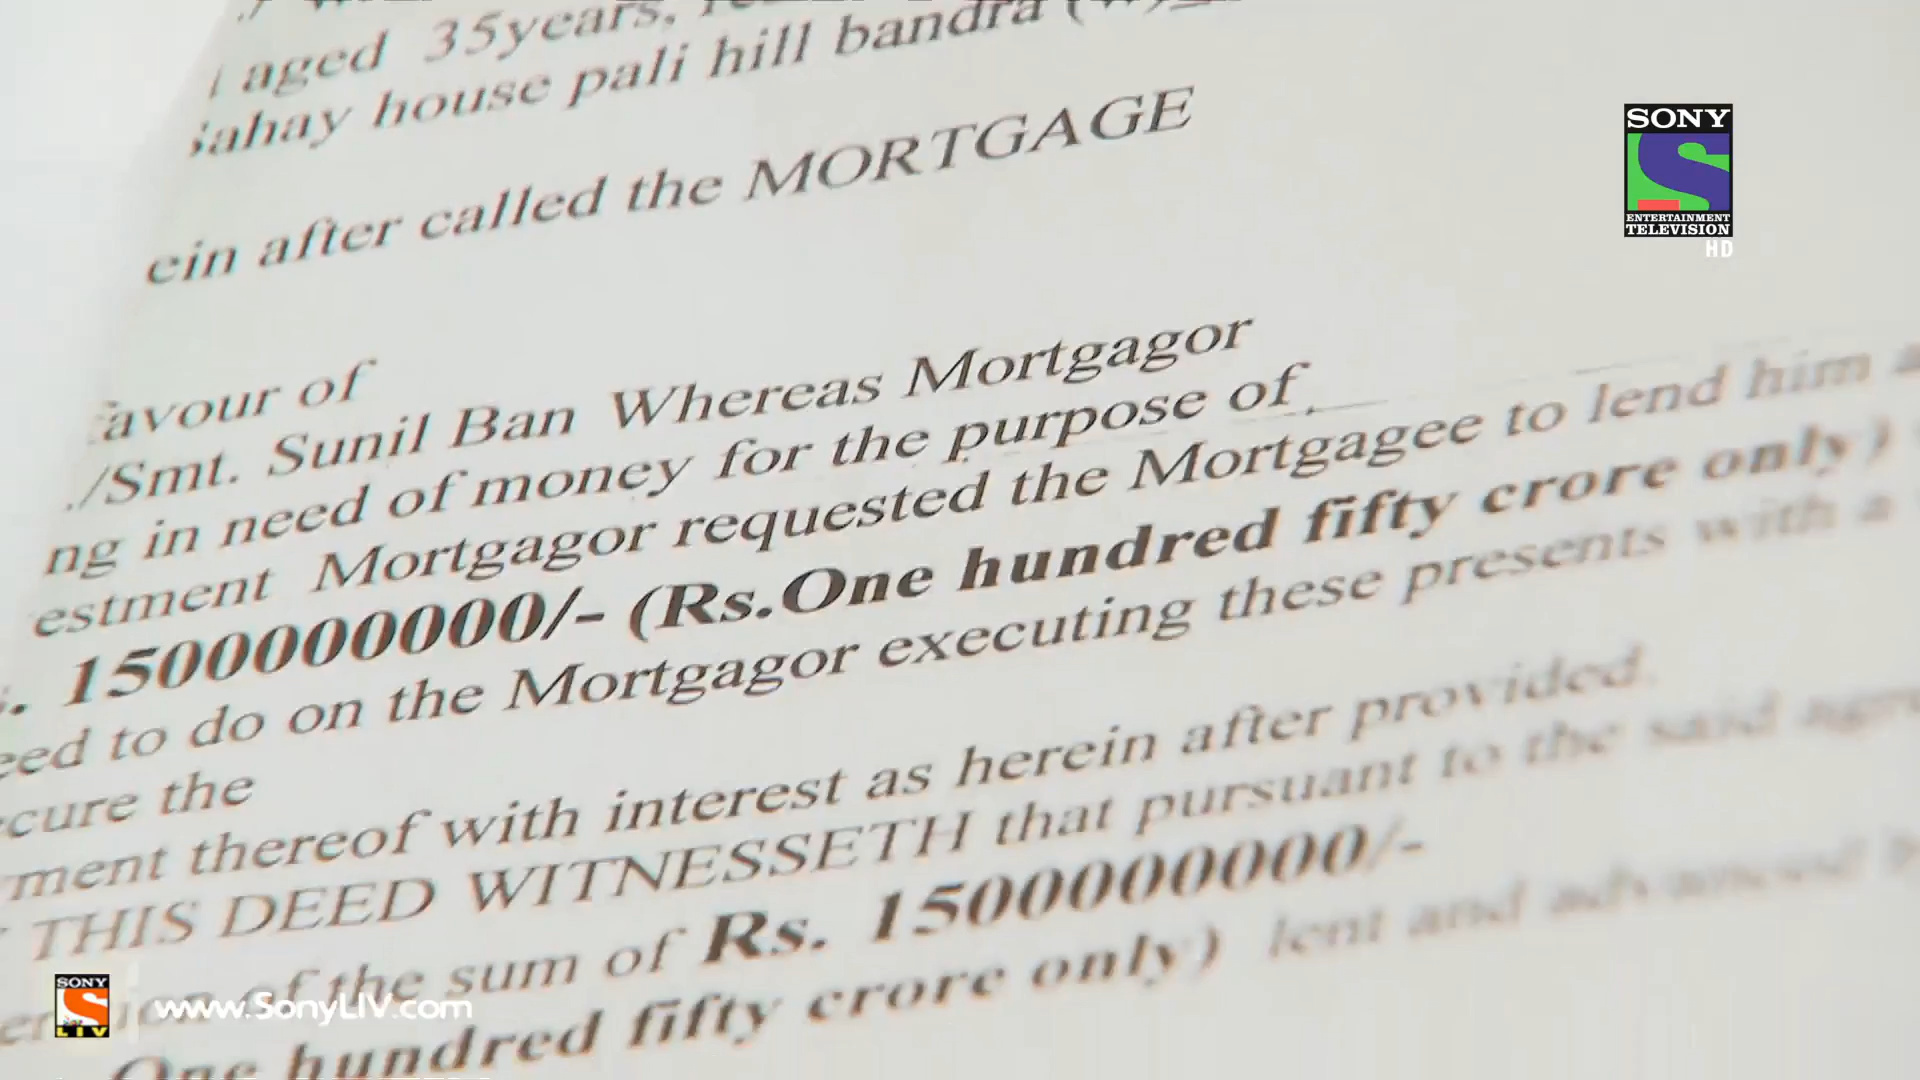 aged 35years,
Sahay house pali hill bandra
ein after called the MORTGAGE
avour of
./Smt. Sunil Ban Whereas Mortgagor
ng in need of money for the purpose of
estment Mortgagor requested the Mortgagee to lend him a
. 1500000000/- (Rs.One hundred fifty crore only)
eed to do on the Mortgagor executing these presents with a
cure the
ment thereof with interest as herein after provided.
THIS DEED WITNESSETH that pursuant to the said agre
of the sum of Rs. 1500000000/-
One hundred fifty crore only) lent and advanced b
SONY
ENTERTAINMENT
TELEVISION
HD
SONY
LIV
www.SonyLIV.com